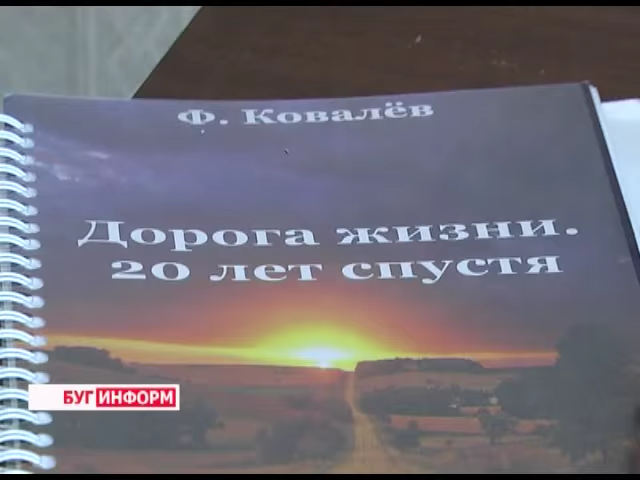 Ф. Ковалёв
Дорога жизни.
20 лет спустя
БУГ ИНФОРМ